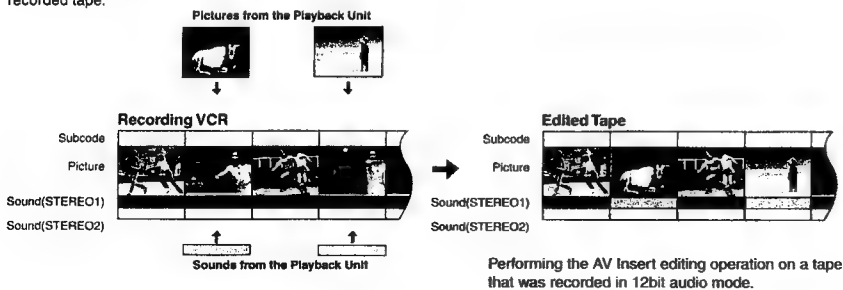 recorded tape.
Pictures from the Playback Unit
Recording VCR
Subcode
Picture
Sound(STEREO1)
Sound(STEREO2)
Sounds from the Playback Unit
Edited Tape
Subcode
Picture
Sound(STEREO1)
Sound(STEREO2)
Performing the AV Insert editing operation on a tape
that was recorded in 12bit audio mode.